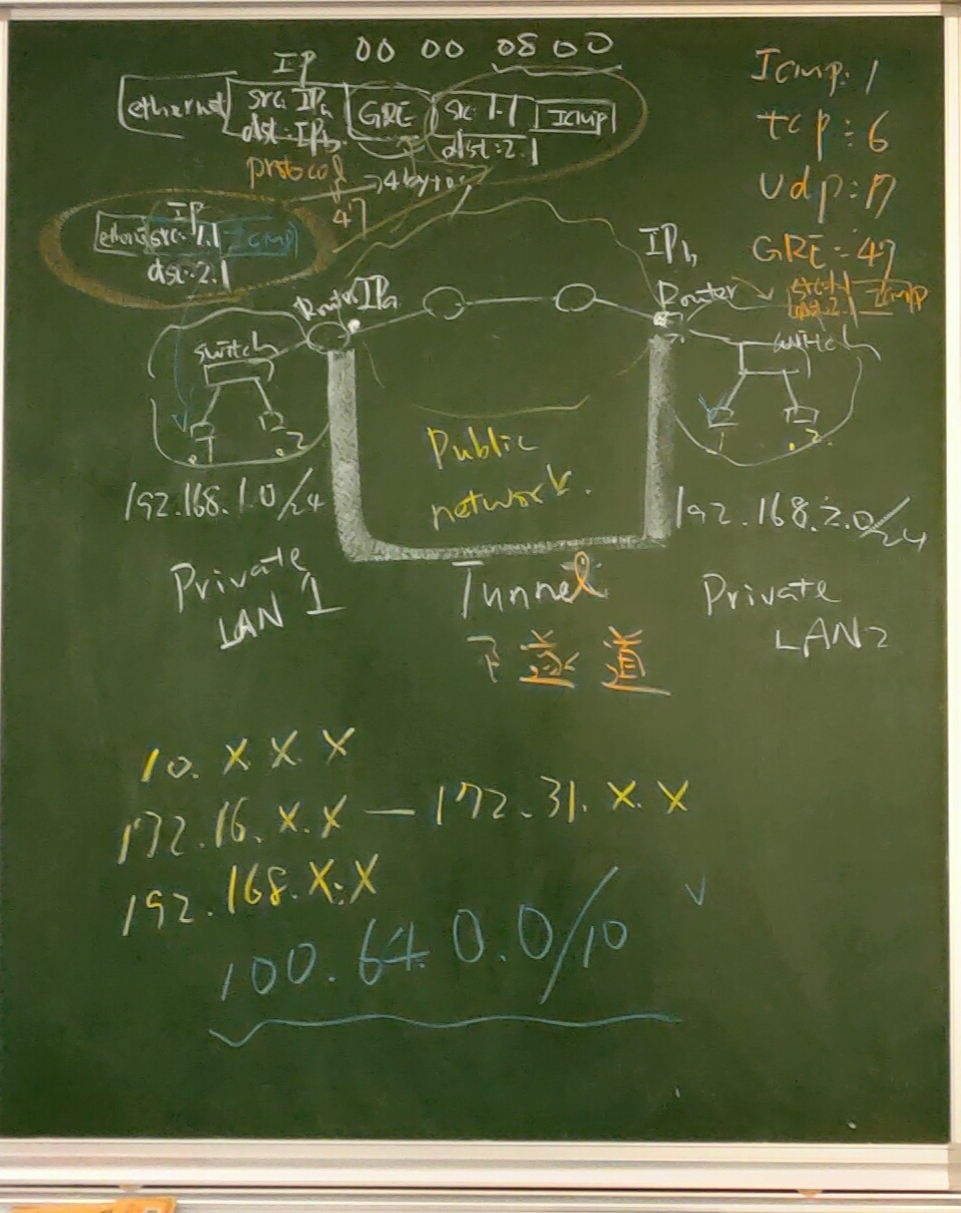 IP 00 00 0800
ethernet src: IPa dst: IPb GRE src: 1.1 dst: 2.1 ICMP
protocol
47
4 bytes
Icmp: 1
tcp: 6
Udp: 17
GRE: 47
IP
src: 1.1 Icmp
dst: 2.1
Router IPa
IPb
Router
src: 1.1
dst: 2.1
Icmp
switch
switch
.1 .2
1 .2
Public
network.
192.168.1.0/24
192.168.2.0/24
Private
LAN 1
Tunnel
下水道
Private
LAN2
10. X X X
172.16.X.X — 172.31.X.X
192.168.X.X
100.64.0.0/10